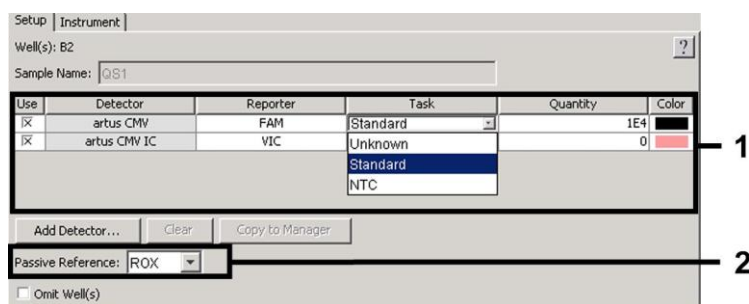 Setup Instrument
Well(s): B2 ?
Sample Name: QS1
Use Detector Reporter Task Quantity Color
artus CMV FAM Standard 1E4
artus CMV IC VIC Unknown 0
Standard
NTC
1
Add Detector... Clear Copy to Manager
Passive Reference: ROX 2
Omit Well(s)